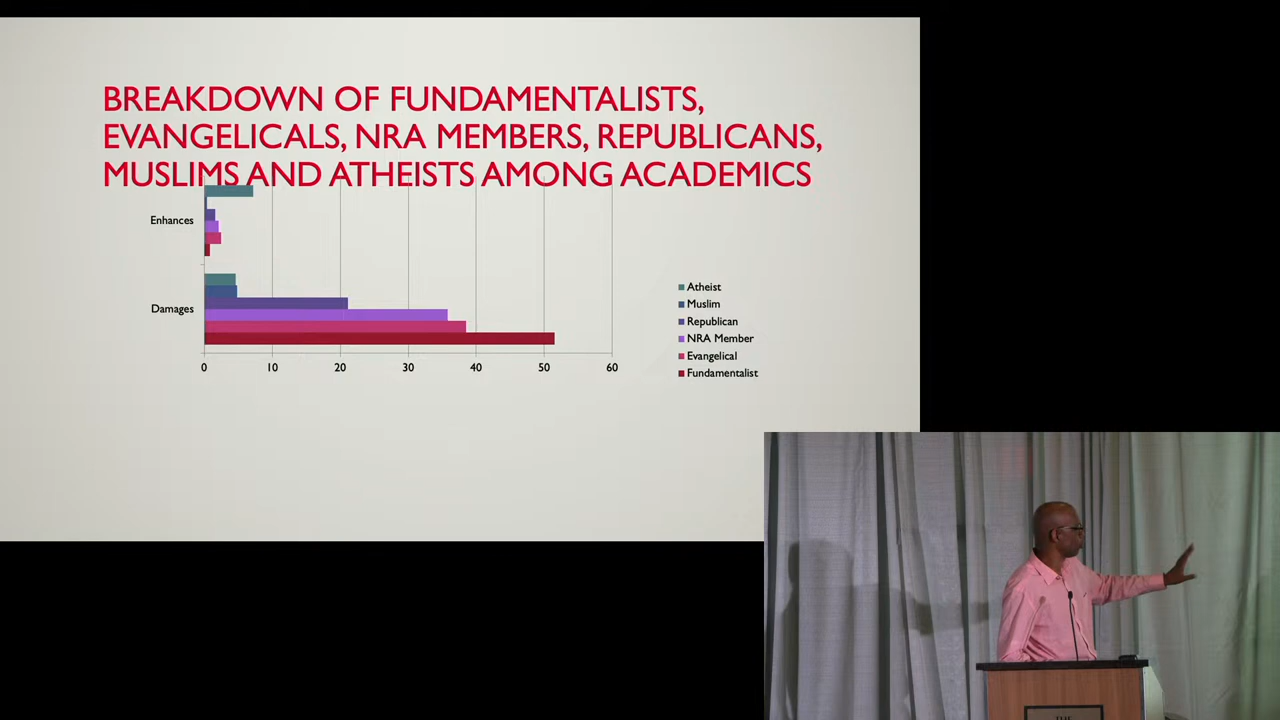 BREAKDOWN OF FUNDAMENTALISTS,
EVANGELICALS, NRA MEMBERS, REPUBLICANS,
MUSLIMS AND ATHEISTS AMONG ACADEMICS
Enhances
Damages
0 10 20 30 40 50 60
Atheist
Muslim
Republican
NRA Member
Evangelical
Fundamentalist